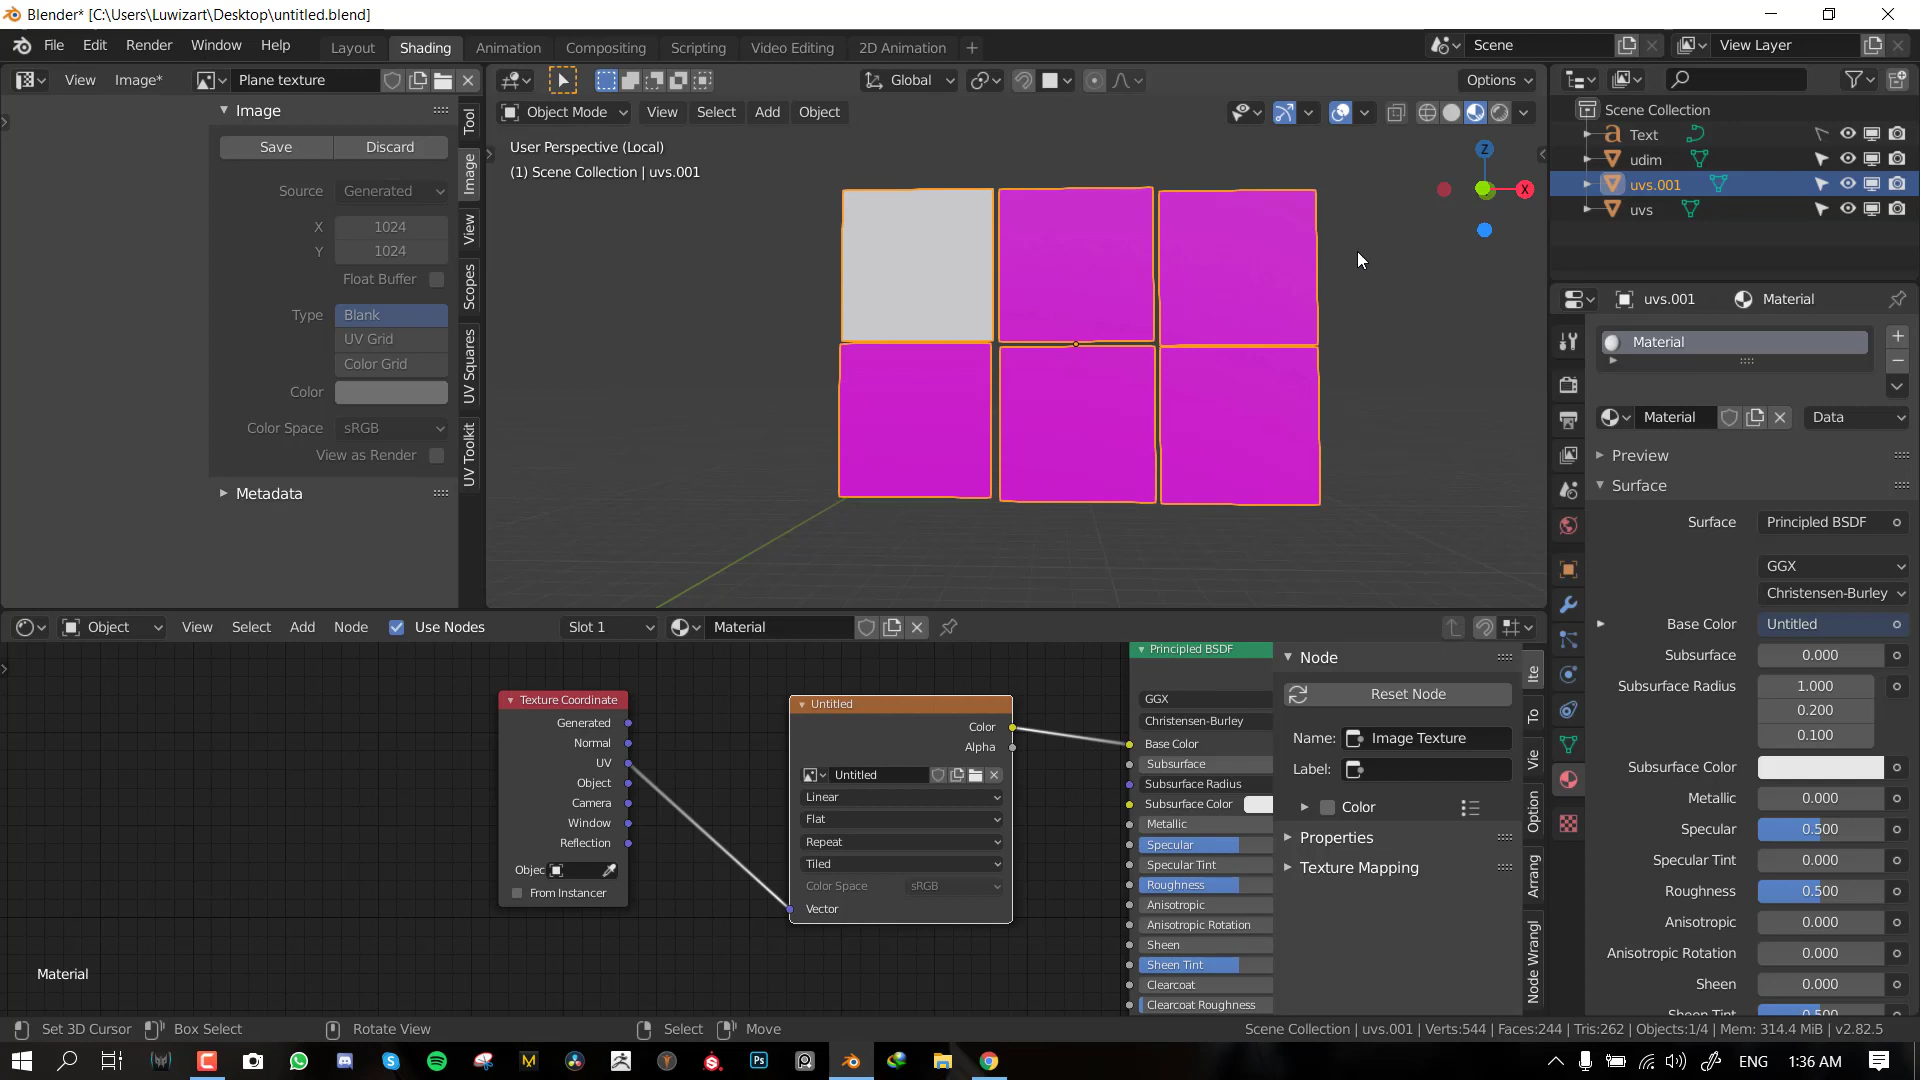 Blender* [C:\Users\Luwizart\Desktop\untitled.blend]
File Edit Render Window Help Layout Shading Animation Compositing Scripting Video Editing 2D Animation Scene View Layer
View Image* Plane texture Global Options
Object Mode View Select Add Object
Image
Save Discard
Source Generated
X 1024
Y 1024
Float Buffer
Type Blank
UV Grid
Color Grid
Color
Color Space sRGB
View as Render
Metadata
Tool
Image
View
Scopes
UV Squares
UV Toolkit
User Perspective (Local)
(1) Scene Collection | uvs.001
Z
X
Scene Collection
Text
udim
uvs.001
uvs
uvs.001 Material
Material
Material Data
Preview
Surface
Surface Principled BSDF
GGX
Christensen-Burley
Base Color Untitled
Subsurface 0.000
Subsurface Radius 1.000
0.200
0.100
Subsurface Color
Metallic 0.000
Specular 0.500
Specular Tint 0.000
Roughness 0.500
Anisotropic 0.000
Anisotropic Rotation 0.000
Sheen 0.000
Sheen Tint 0.500
Object View Select Add Node Use Nodes Slot 1 Material
Texture Coordinate
Generated
Normal
UV
Object
Camera
Window
Reflection
Objec
From Instancer
Untitled
Color
Alpha
Untitled
Linear
Flat
Repeat
Tiled
Color Space sRGB
Vector
Principled BSDF
GGX
Christensen-Burley
Base Color
Subsurface
Subsurface Radius
Subsurface Color
Metallic
Specular
Specular Tint
Roughness
Anisotropic
Anisotropic Rotation
Sheen
Sheen Tint
Clearcoat
Clearcoat Roughness
Node
Reset Node
Name: Image Texture
Label:
Color
Properties
Texture Mapping
Ite
To
Vie
Option
Arrang
Node Wrangl
Material
Set 3D Cursor Box Select Rotate View Select Move Scene Collection | uvs.001 | Verts:544 | Faces:244 | Tris:262 | Objects:1/4 | Mem: 314.4 MiB | v2.82.5
Ps ENG 1:36 AM